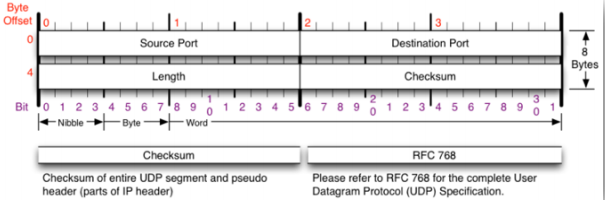 Byte
Offset 0 1 2 3
0 Source Port Destination Port
4 Length Checksum
8
Bytes
Bit 0 1 2 3 4 5 6 7 8 9 1 0 1 2 3 4 5 6 7 8 9 2 0 1 2 3 4 5 6 7 8 9 3 0 1
Nibble Byte Word
Checksum RFC 768
Checksum of entire UDP segment and pseudo
header (parts of IP header)
Please refer to RFC 768 for the complete User
Datagram Protocol (UDP) Specification.